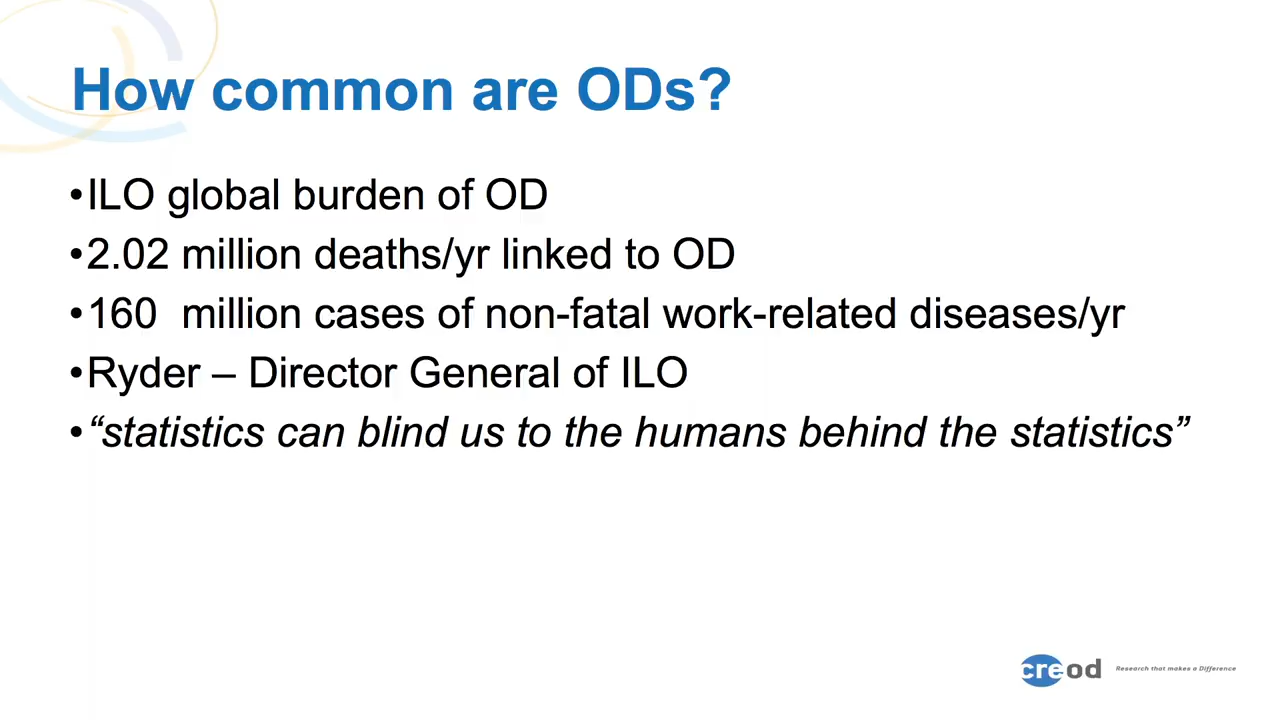 How common are ODs?
•ILO global burden of OD
•2.02 million deaths/yr linked to OD
•160  million cases of non-fatal work-related diseases/yr
•Ryder – Director General of ILO
•“statistics can blind us to the humans behind the statistics”
creod Research that makes a Difference